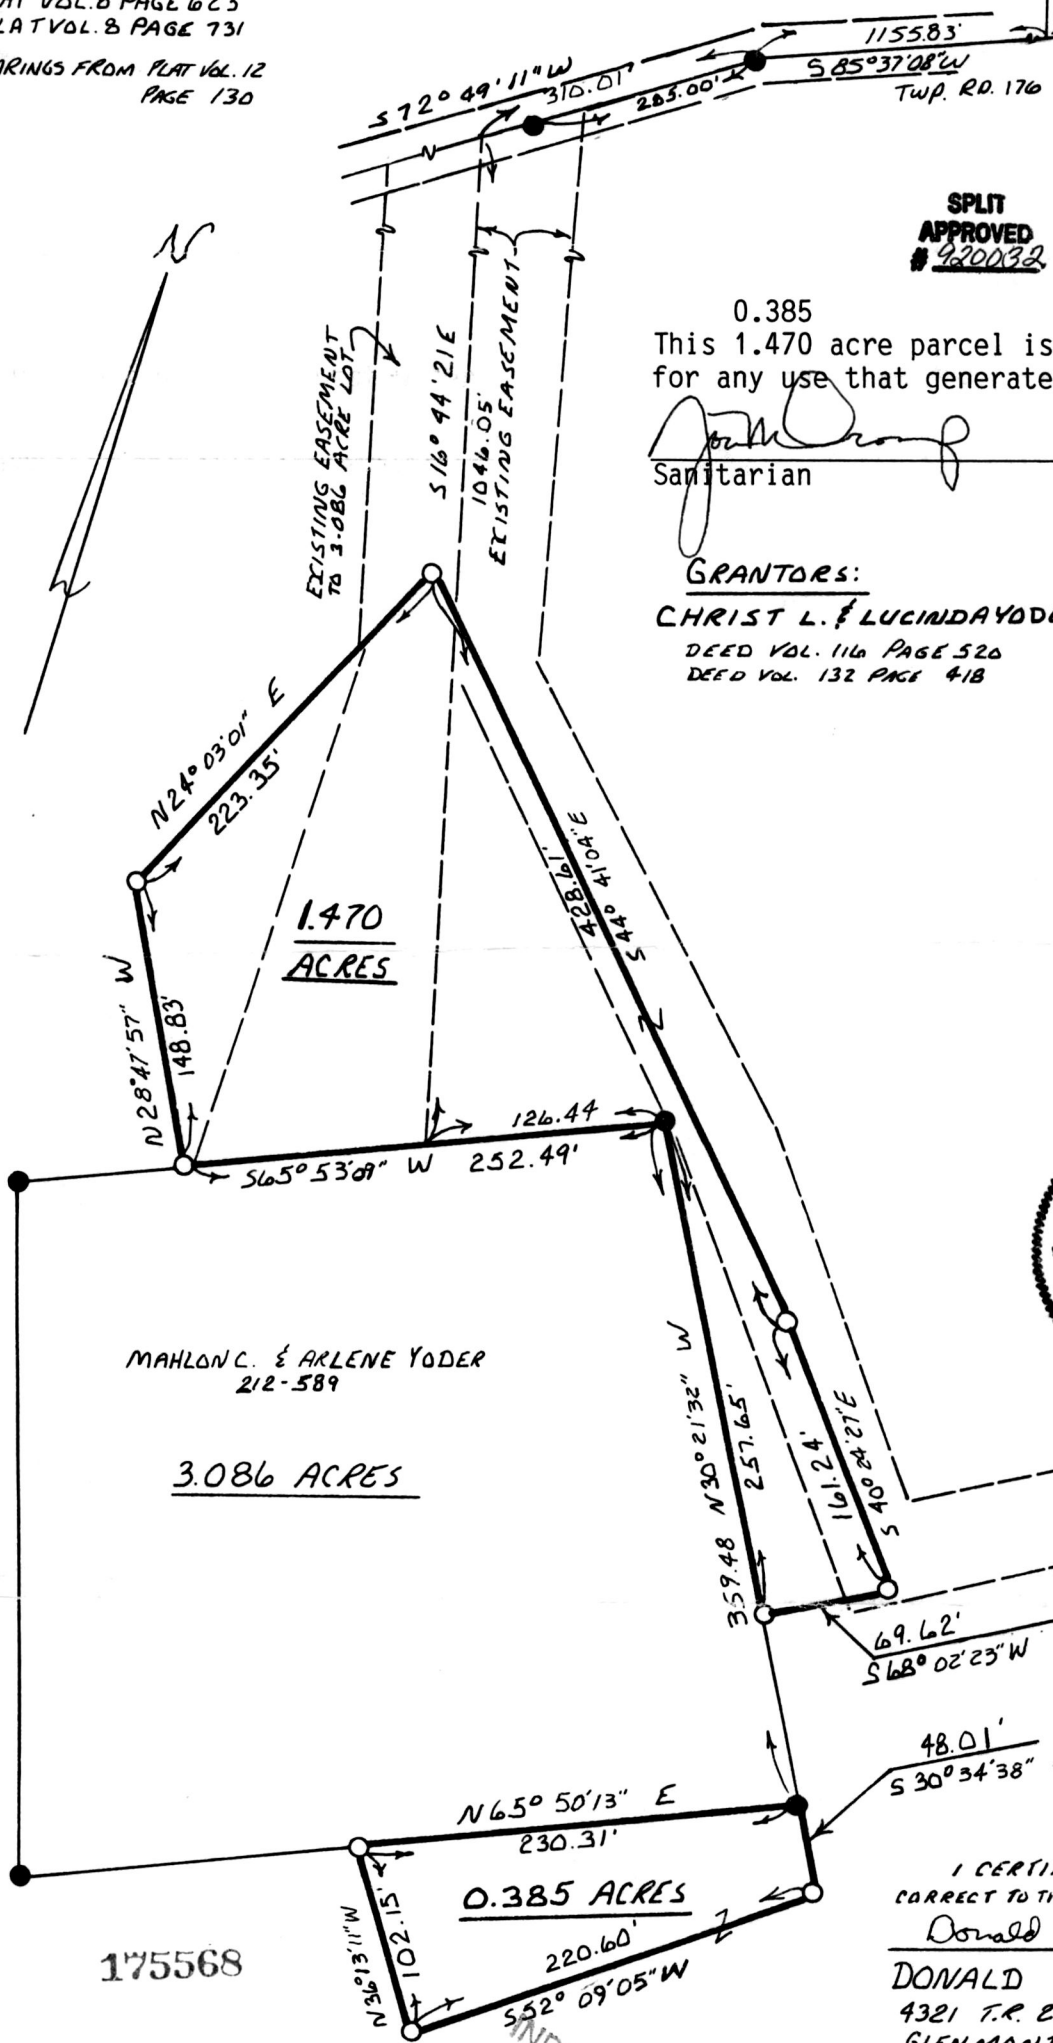 PAGE 623
PLAT VOL. 8 PAGE 731
PLAT VOL. 12
PAGE 130
S 72° 49' 11" W
310.01'
285.00'
1155.83'
S 85° 37' 08" W
TWP. RD. 176
N
SPLIT
APPROVED
# 920032
0.385
This 1.470 acre parcel is
for any use that generate
Sanitarian
EXISTING EASEMENT
TO 3.086 ACRE LOT
S 16° 44' 21 E
1046.05'
EXISTING EASEMENT
GRANTORS:
CHRIST L. & LUCINDA YODE
DEED VOL. 116 PAGE 520
DEED VOL. 132 PAGE 418
N 24° 03' 01" E
223.35'
428.61'
S 44° 41' 04" E
1.470
ACRES
N 28° 47' 57" W
148.83'
126.44
S 65° 53' 09" W 252.49'
MAHLON C. & ARLENE YODER
212-589
3.086 ACRES
359.48 N 30° 21' 32" W
257.65'
161.24'
S 40° 24' 27" E
69.62'
S 68° 02' 23" W
48.01'
S 30° 34' 38"
N 65° 50' 13" E
230.31'
0.385 ACRES
N 36° 13' 11" W
102.15'
220.60'
S 52° 09' 05" W
175568
I CERTI
CORRECT TO TH
Donald
DONALD
4321 T.R. 2